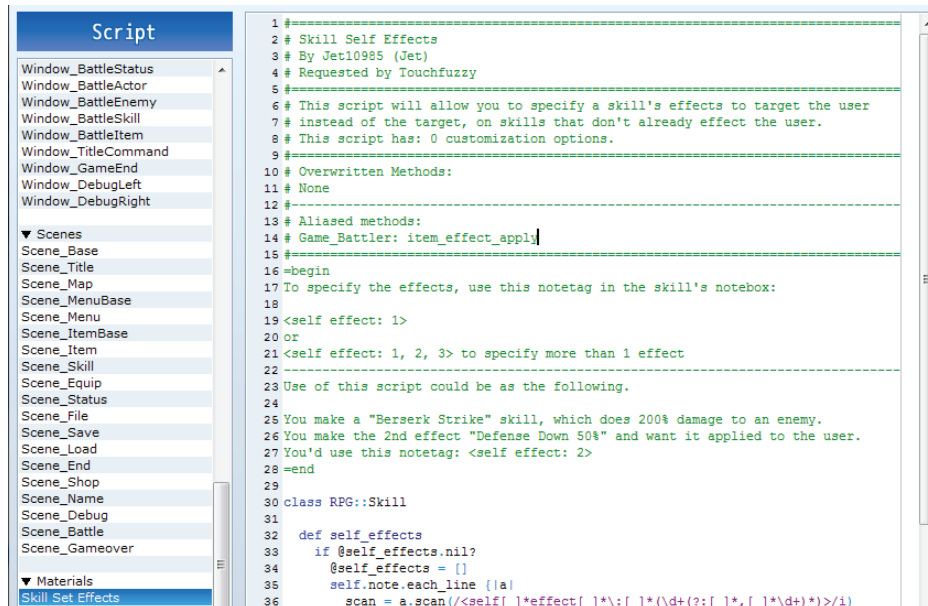 Script
Window_BattleStatus
Window_BattleActor
Window_BattleEnemy
Window_BattleSkill
Window_BattleItem
Window_TitleCommand
Window_GameEnd
Window_DebugLeft
Window_DebugRight
▼ Scenes
Scene_Base
Scene_Title
Scene_Map
Scene_MenuBase
Scene_Menu
Scene_ItemBase
Scene_Item
Scene_Skill
Scene_Equip
Scene_Status
Scene_File
Scene_Save
Scene_Load
Scene_End
Scene_Shop
Scene_Name
Scene_Debug
Scene_Battle
Scene_Gameover
▼ Materials
Skill Set Effects
1 #===============================================================================
2 # Skill Self Effects
3 # By Jet10985 (Jet)
4 # Requested by Touchfuzzy
5 #===============================================================================
6 # This script will allow you to specify a skill's effects to target the user
7 # instead of the target, on skills that don't already effect the user.
8 # This script has: 0 customization options.
9 #===============================================================================
10 # Overwritten Methods:
11 # None
12 #-------------------------------------------------------------------------------
13 # Aliased methods:
14 # Game_Battler: item_effect_apply
15 #===============================================================================
16 =begin
17 To specify the effects, use this notetag in the skill's notebox:
18
19 <self effect: 1>
20 or
21 <self effect: 1, 2, 3> to specify more than 1 effect
22 --------------------------------------------------------------------------------
23 Use of this script could be as the following.
24
25 You make a "Berserk Strike" skill, which does 200% damage to an enemy.
26 You make the 2nd effect "Defense Down 50%" and want it applied to the user.
27 You'd use this notetag: <self effect: 2>
28 =end
29
30 class RPG::Skill
31
32 def self_effects
33 if @self_effects.nil?
34 @self_effects = []
35 self.note.each_line {|a|
36 scan = a.scan(/<self[ ]*effect[ ]*\:[ ]*(\d+(?:[ ]*,[ ]*\d+)*)>/i)